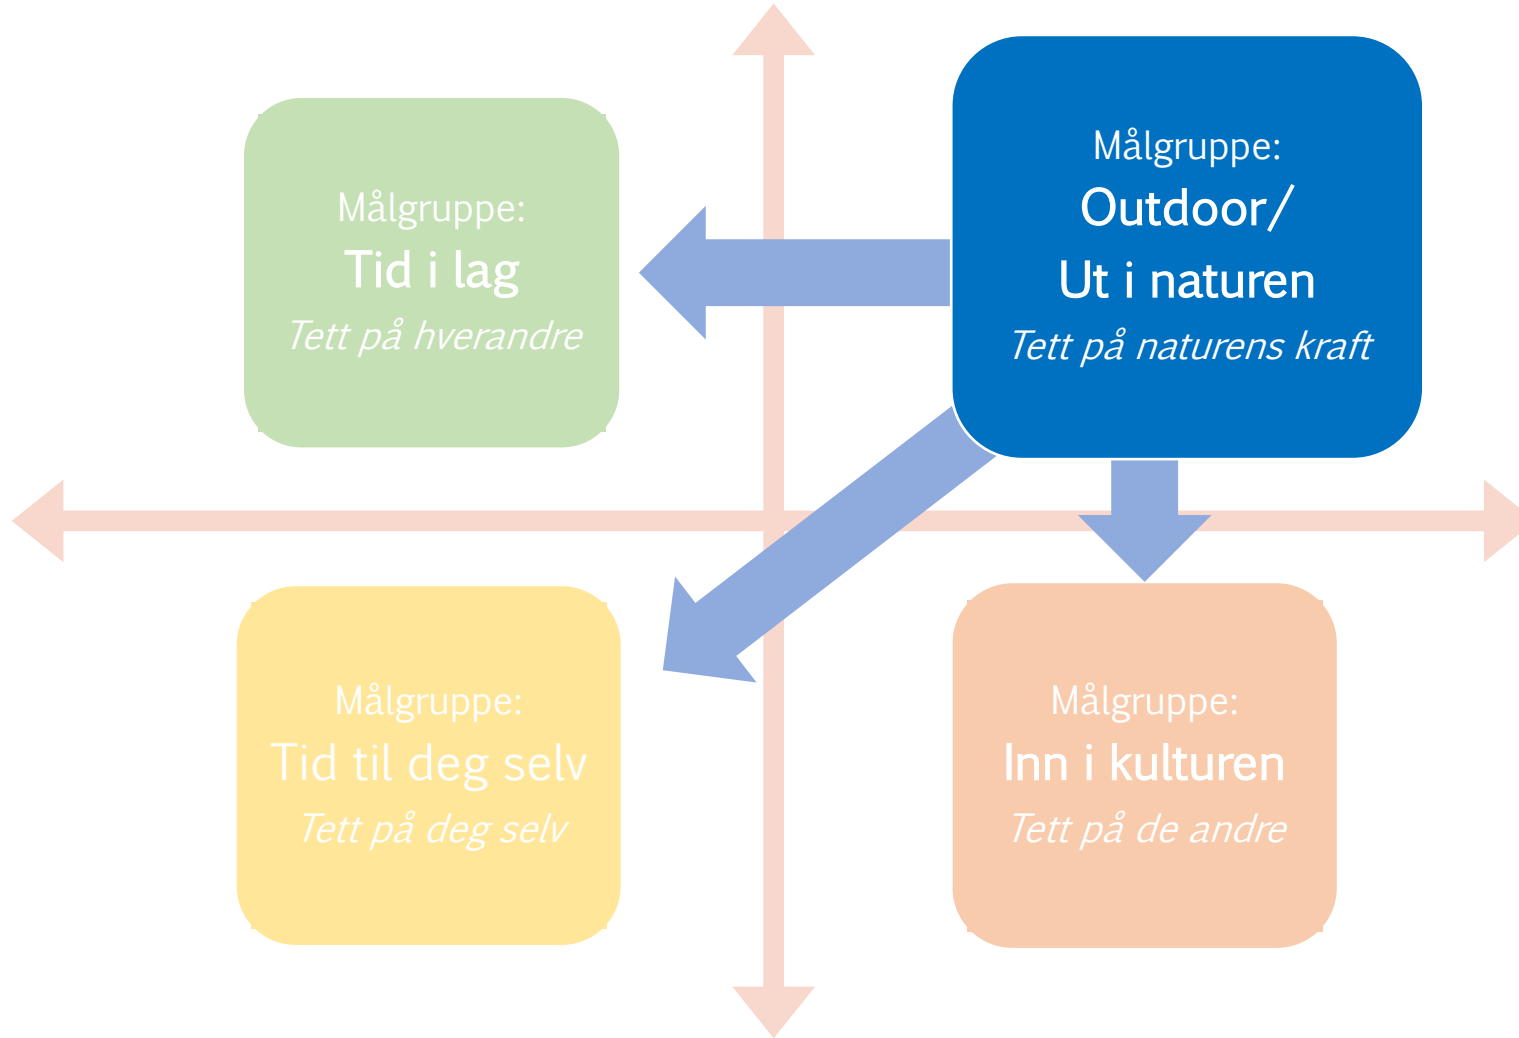 Målgruppe:
Tid i lag
Tett på hverandre
Målgruppe:
Outdoor/
Ut i naturen
Tett på naturens kraft
Målgruppe:
Tid til deg selv
Tett på deg selv
Målgruppe:
Inn i kulturen
Tett på de andre